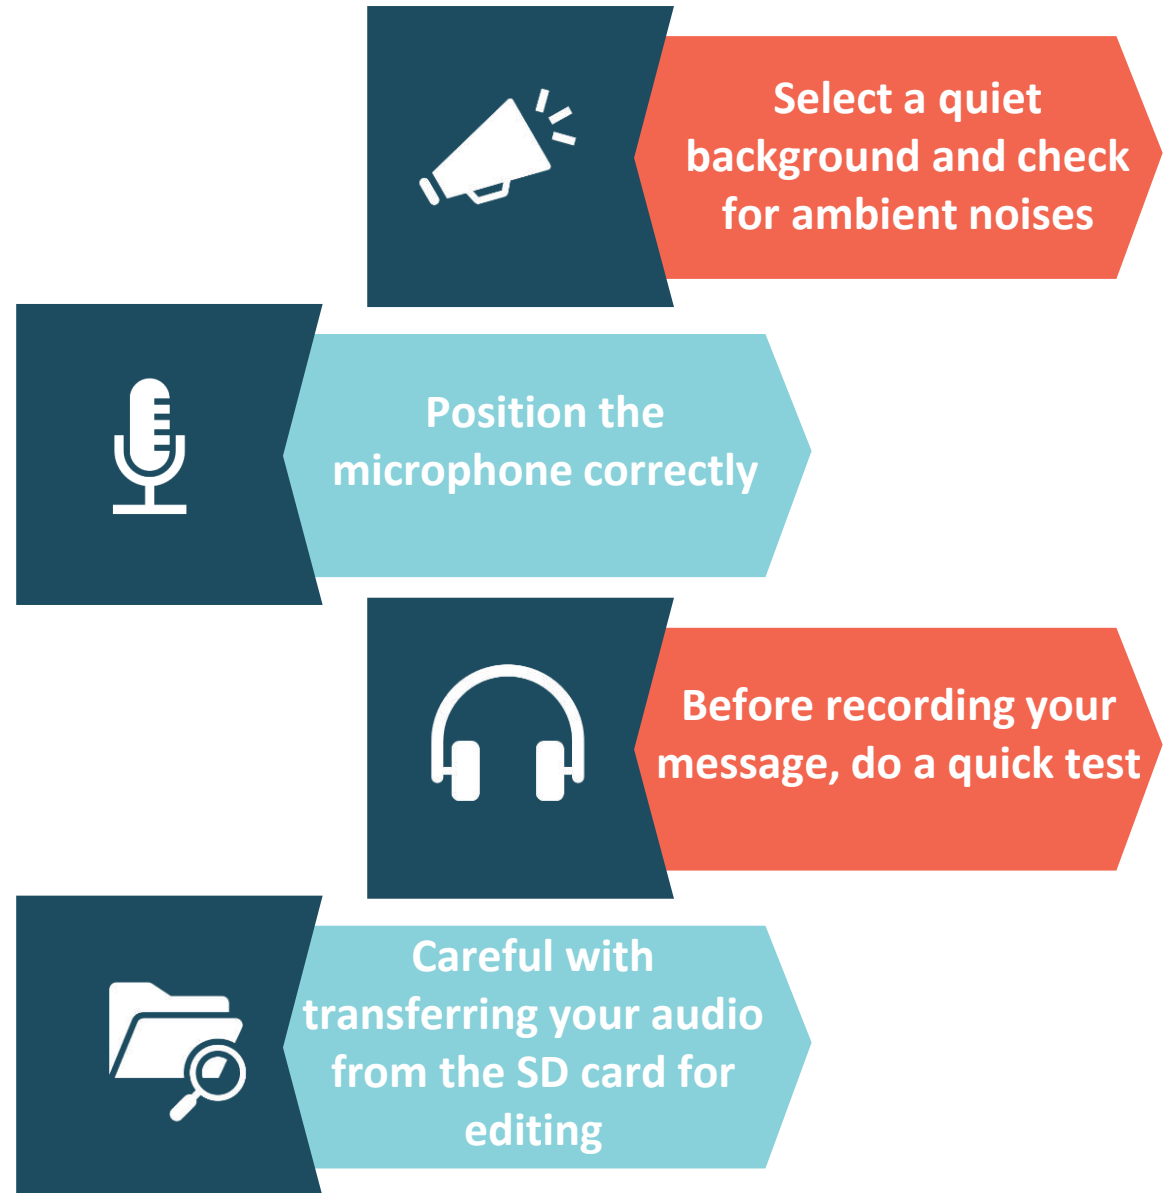 Select a quiet
background and check
for ambient noises
Position the
microphone correctly
Before recording your
message, do a quick test
Careful with
transferring your audio
from the SD card for
editing